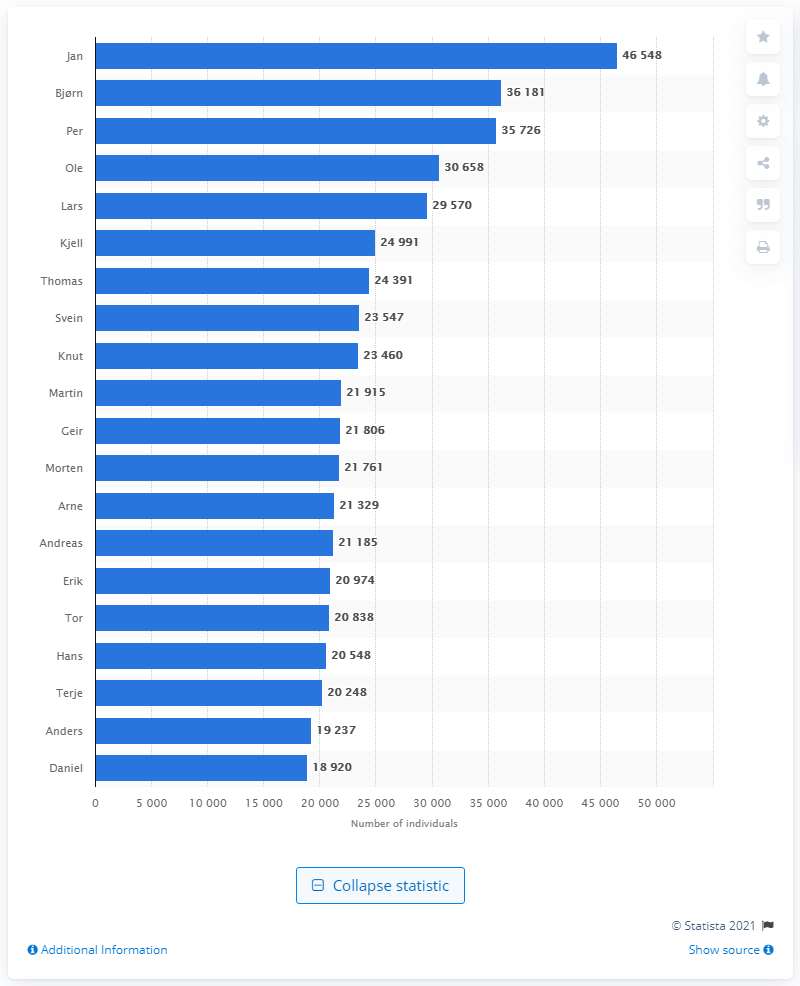 Jan 46 548
Bjørn 36 181
Per 35 726
Ole 30 658
Lars 29 570
Kjell 24 991
Thomas 24 391
Svein 23 547
Knut 23 460
Martin 21 915
Geir 21 806
Morten 21 761
Arne 21 329
Andreas 21 185
Erik 20 974
Tor 20 838
Hans 20 548
Terje 20 248
Anders 19 237
Daniel 18 920
0 5 000 10 000 15 000 20 000 25 000 30 000 35 000 40 000 45 000 50 000
Number of individuals
Collapse statistic
© Statista 2021
Additional Information Show source